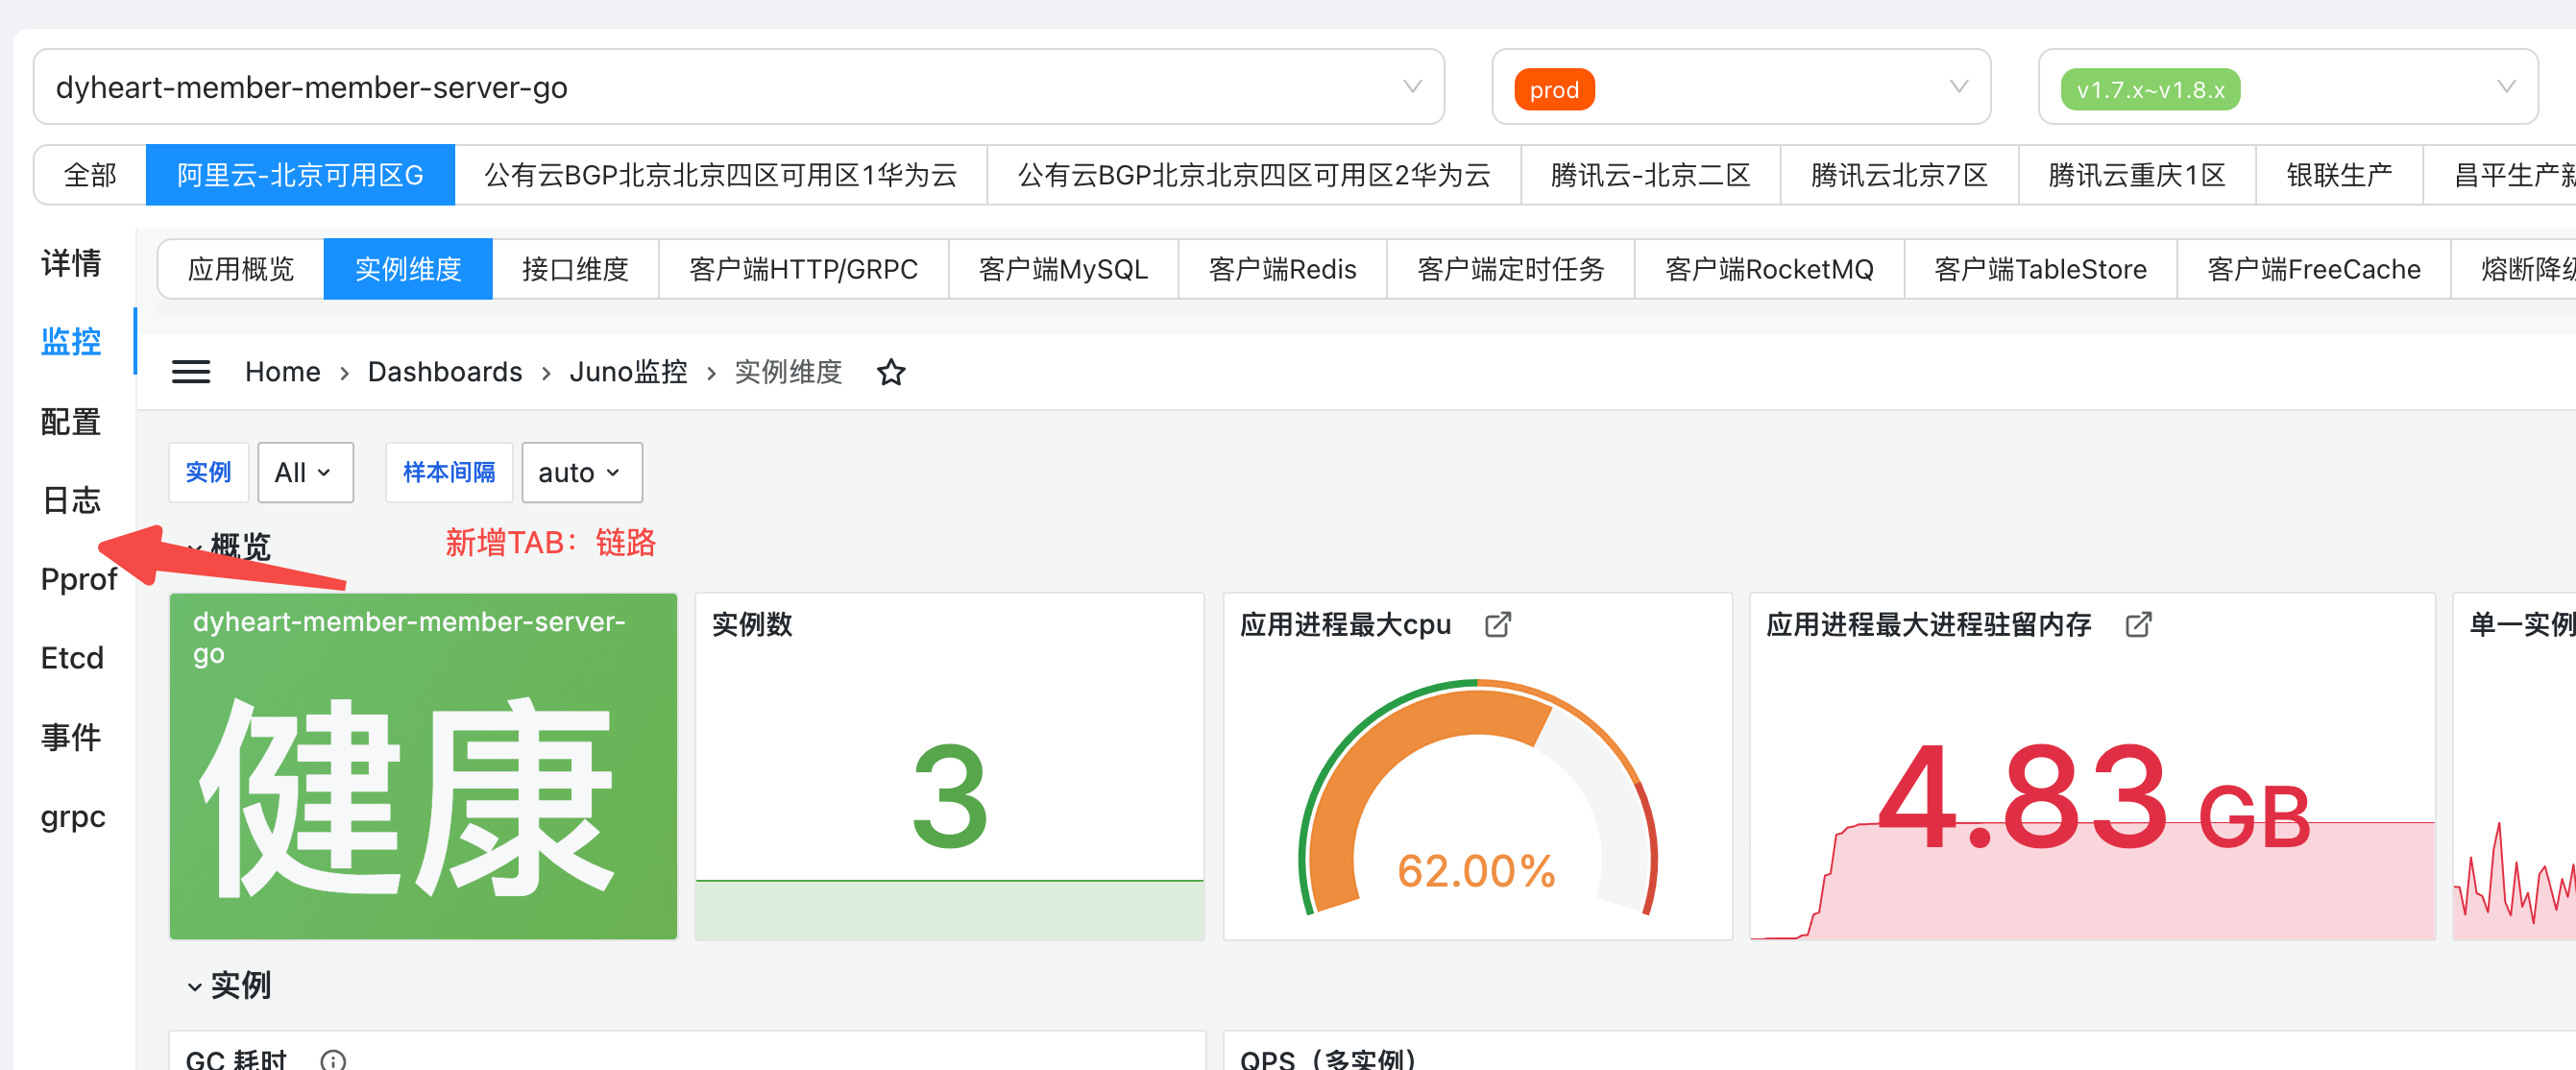 dyheart-member-member-server-go
prod
v1.7.x~v1.8.x
全部
阿里云-北京可用区G
公有云BGP北京北京四区可用区1华为云
公有云BGP北京北京四区可用区2华为云
腾讯云-北京二区
腾讯云北京7区
腾讯云重庆1区
银联生产
昌平生产新
详情
监控
配置
日志
Pprof
Etcd
事件
grpc
应用概览
实例维度
接口维度
客户端HTTP/GRPC
客户端MySQL
客户端Redis
客户端定时任务
客户端RocketMQ
客户端TableStore
客户端FreeCache
熔断降级
Home › Dashboards › Juno监控 › 实例维度
实例
All
样本间隔
auto
概览
新增TAB：链路
dyheart-member-member-server-
go
健康
实例数
3
应用进程最大cpu
62.00%
应用进程最大进程驻留内存
4.83 GB
单一实例
实例
GC 耗时
QPS（多实例）